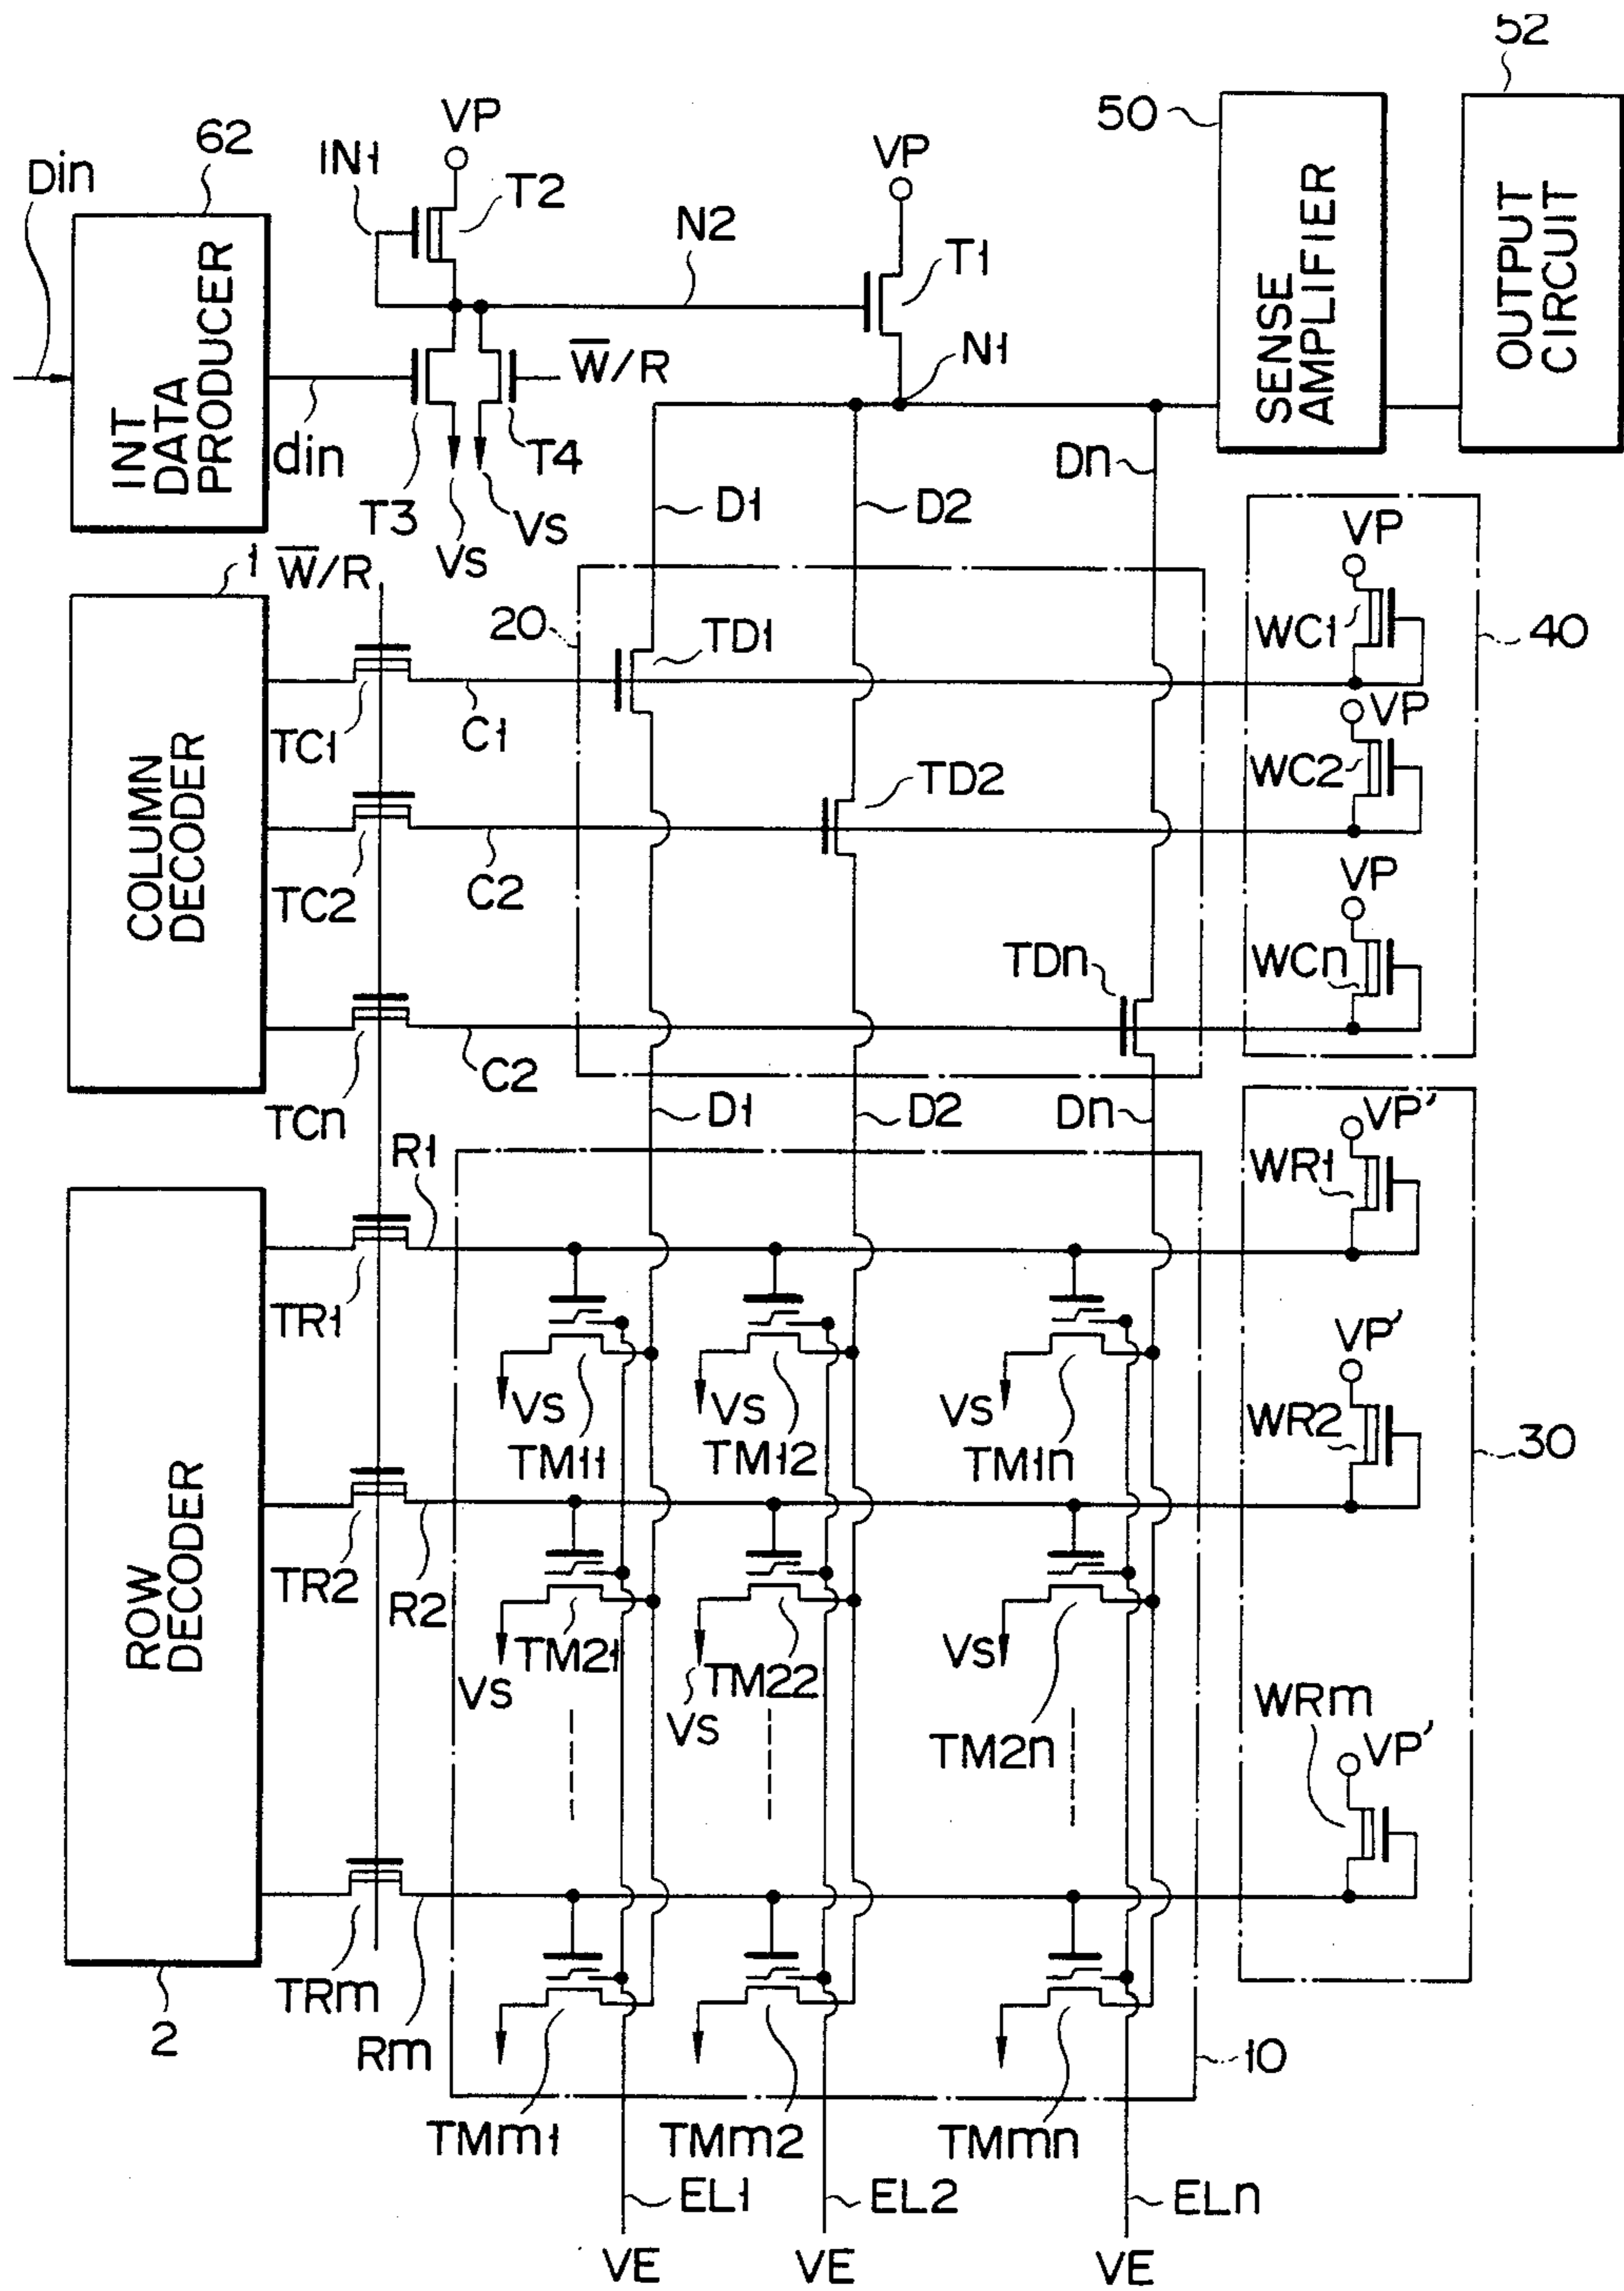 52
50
VP
62
IN1
VP
Din
T2
N2
T1
INT
DATA
PRODUCER
SENSE
AMPLIFIER
OUTPUT
CIRCUIT
N1
W̅/R
din
T4
Dn
T3
Vs
D1
D2
Vs
1
W̅/R
VP
20
TD1
WC1
40
TC1
C1
VP
COLUMN
DECODER
TD2
WC2
TC2
C2
VP
TDn
WCn
C2
TCn
D1
D2
Dn
VP'
R1
WR1
TR1
VP'
Vs
Vs
Vs
WR2
30
TM11
TM12
TM1n
ROW
DECODER
TR2
R2
Vs
TM21
Vs
TM22
Vs
WRm
TM2n
VP'
TRm
2
Rm
10
TMm1
TMm2
TMmn
EL1
EL2
ELn
VE
VE
VE